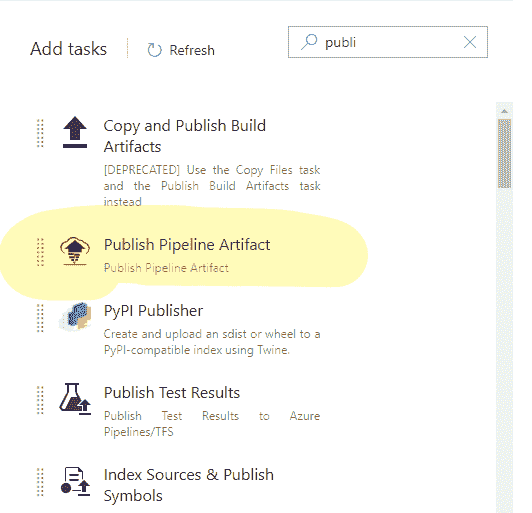 Add tasks
Refresh
publi
Copy and Publish Build
Artifacts
[DEPRECATED] Use the Copy Files task
and the Publish Build Artifacts task
instead
Publish Pipeline Artifact
Publish Pipeline Artifact
PyPI Publisher
Create and upload an sdist or wheel to a
PyPI-compatible index using Twine.
Publish Test Results
Publish Test Results to Azure
Pipelines/TFS
Index Sources & Publish
Symbols